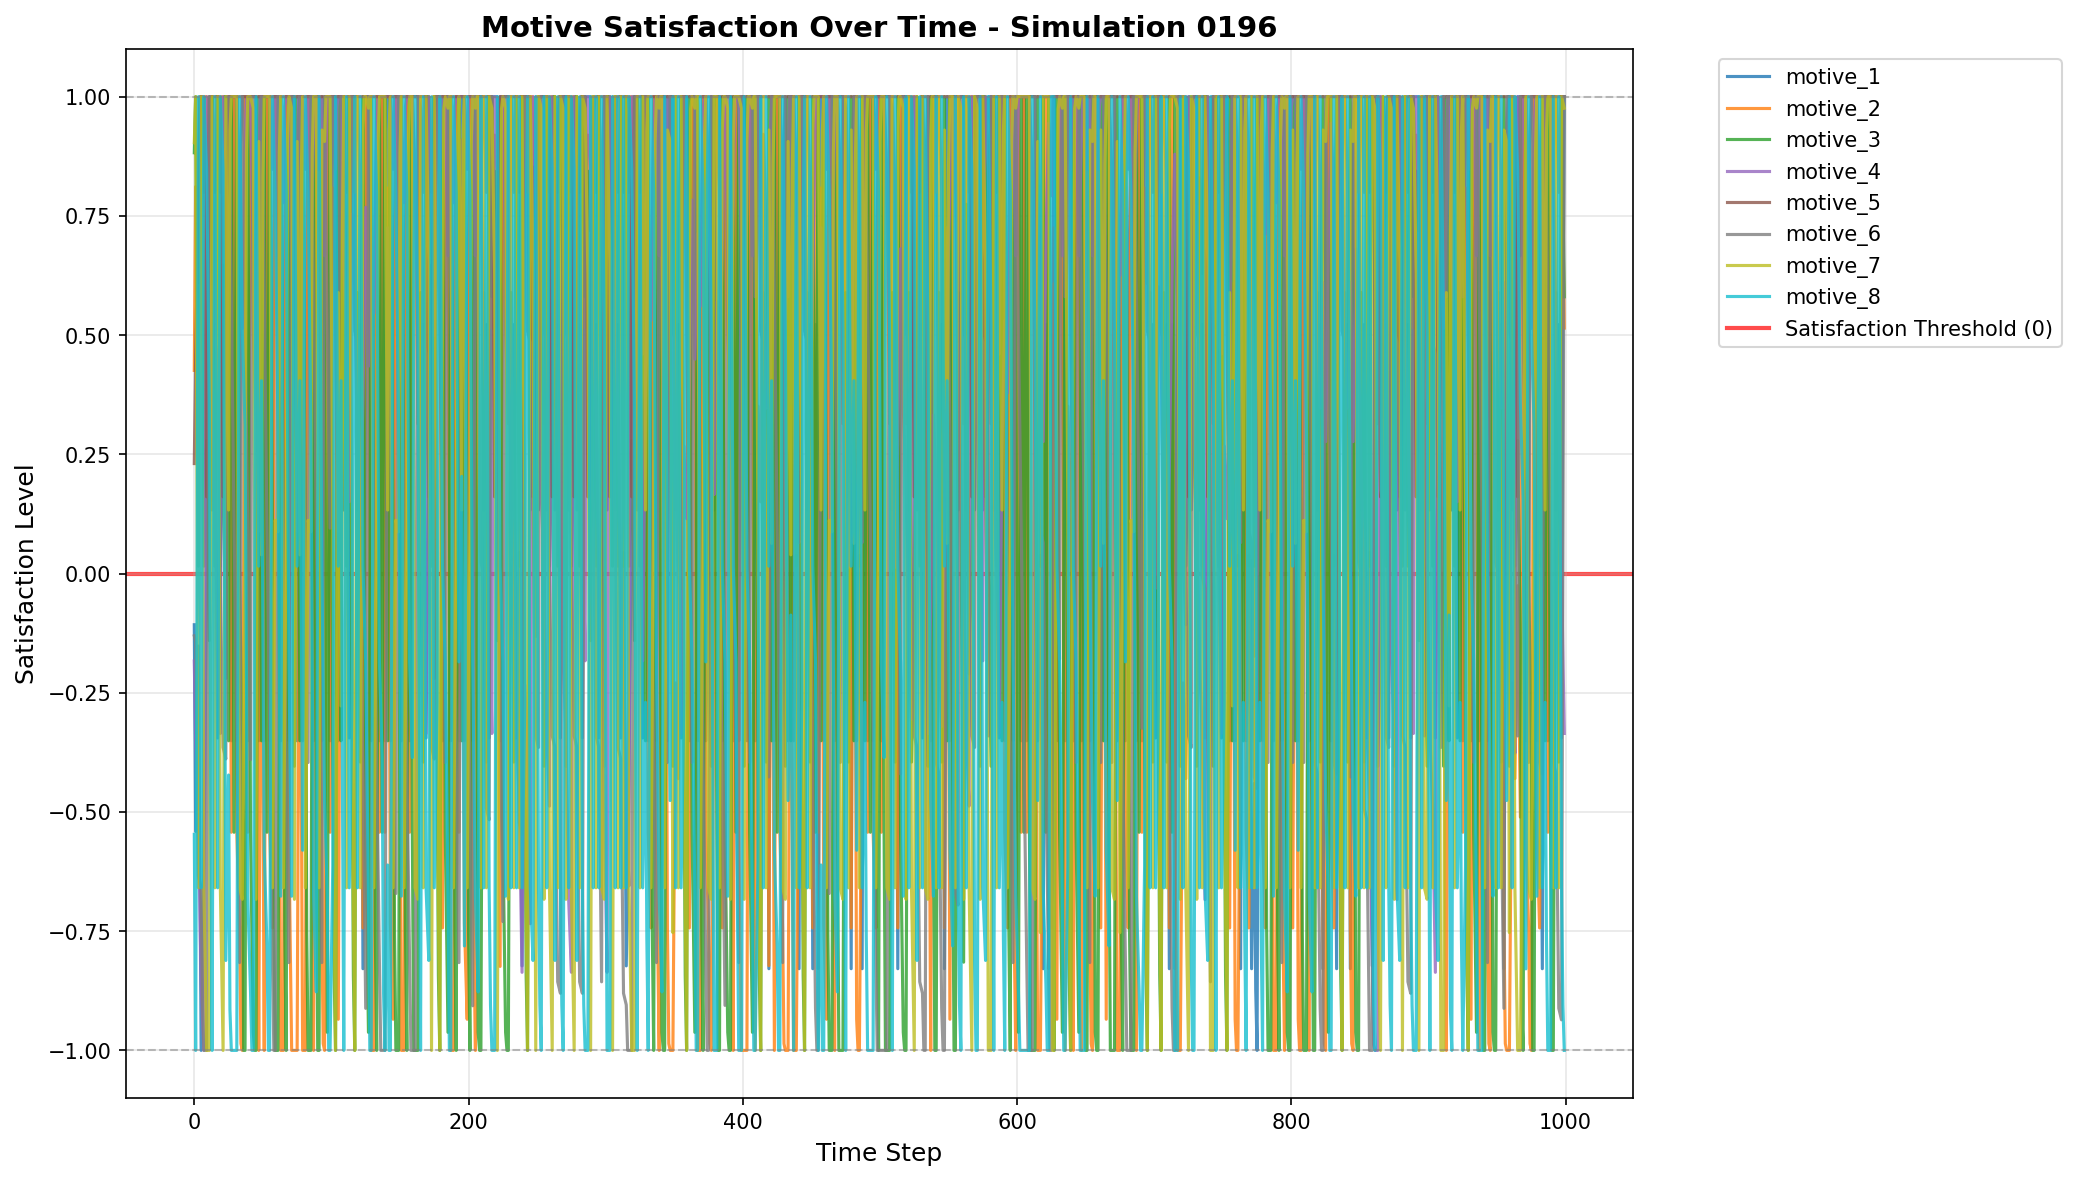 Motive Satisfaction Over Time - Simulation 0196
Satisfaction Level
1.00
0.75
0.50
0.25
0.00
−0.25
−0.50
−0.75
−1.00
0
200
400
600
800
1000
Time Step
motive_1
motive_2
motive_3
motive_4
motive_5
motive_6
motive_7
motive_8
Satisfaction Threshold (0)